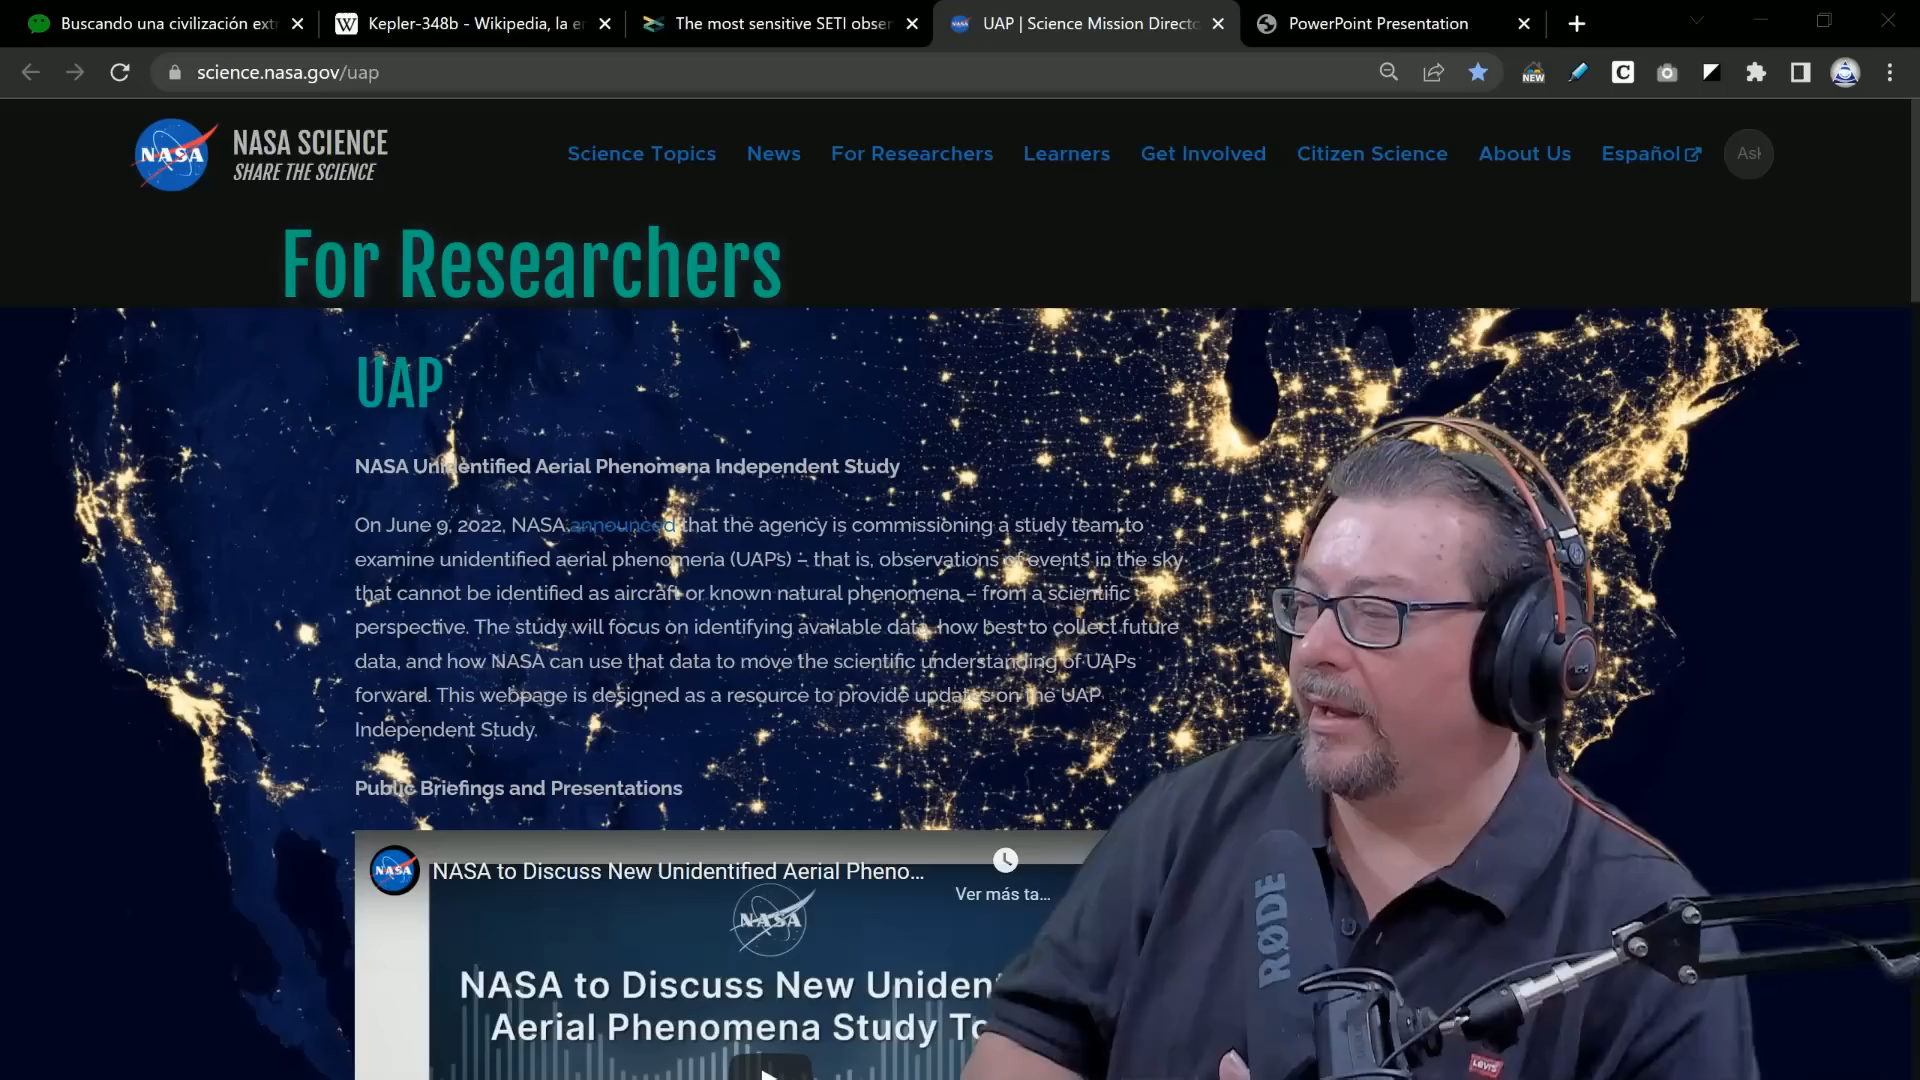 Buscando una civilización ext
Kepler-348b - Wikipedia, la en
The most sensitive SETI obser
UAP | Science Mission Directo
PowerPoint Presentation
science.nasa.gov/uap
NEW
C
NASA
NASA SCIENCE
SHARE THE SCIENCE
Science Topics
News
For Researchers
Learners
Get Involved
Citizen Science
About Us
Español
Ask
For Researchers
UAP
NASA Unidentified Aerial Phenomena Independent Study
On June 9, 2022, NASA announced that the agency is commissioning a study team to
examine unidentified aerial phenomena (UAPs) – that is, observations of events in the sky
that cannot be identified as aircraft or known natural phenomena – from a scientific
perspective. The study will focus on identifying available data, how best to collect future
data, and how NASA can use that data to move the scientific understanding of UAPs
forward. This webpage is designed as a resource to provide updates on the UAP
Independent Study.
Public Briefings and Presentations
NASA
NASA to Discuss New Unidentified Aerial Pheno...
Ver más ta...
NASA
NASA to Discuss New Uniden
Aerial Phenomena Study To
RØDE
LEVI'S